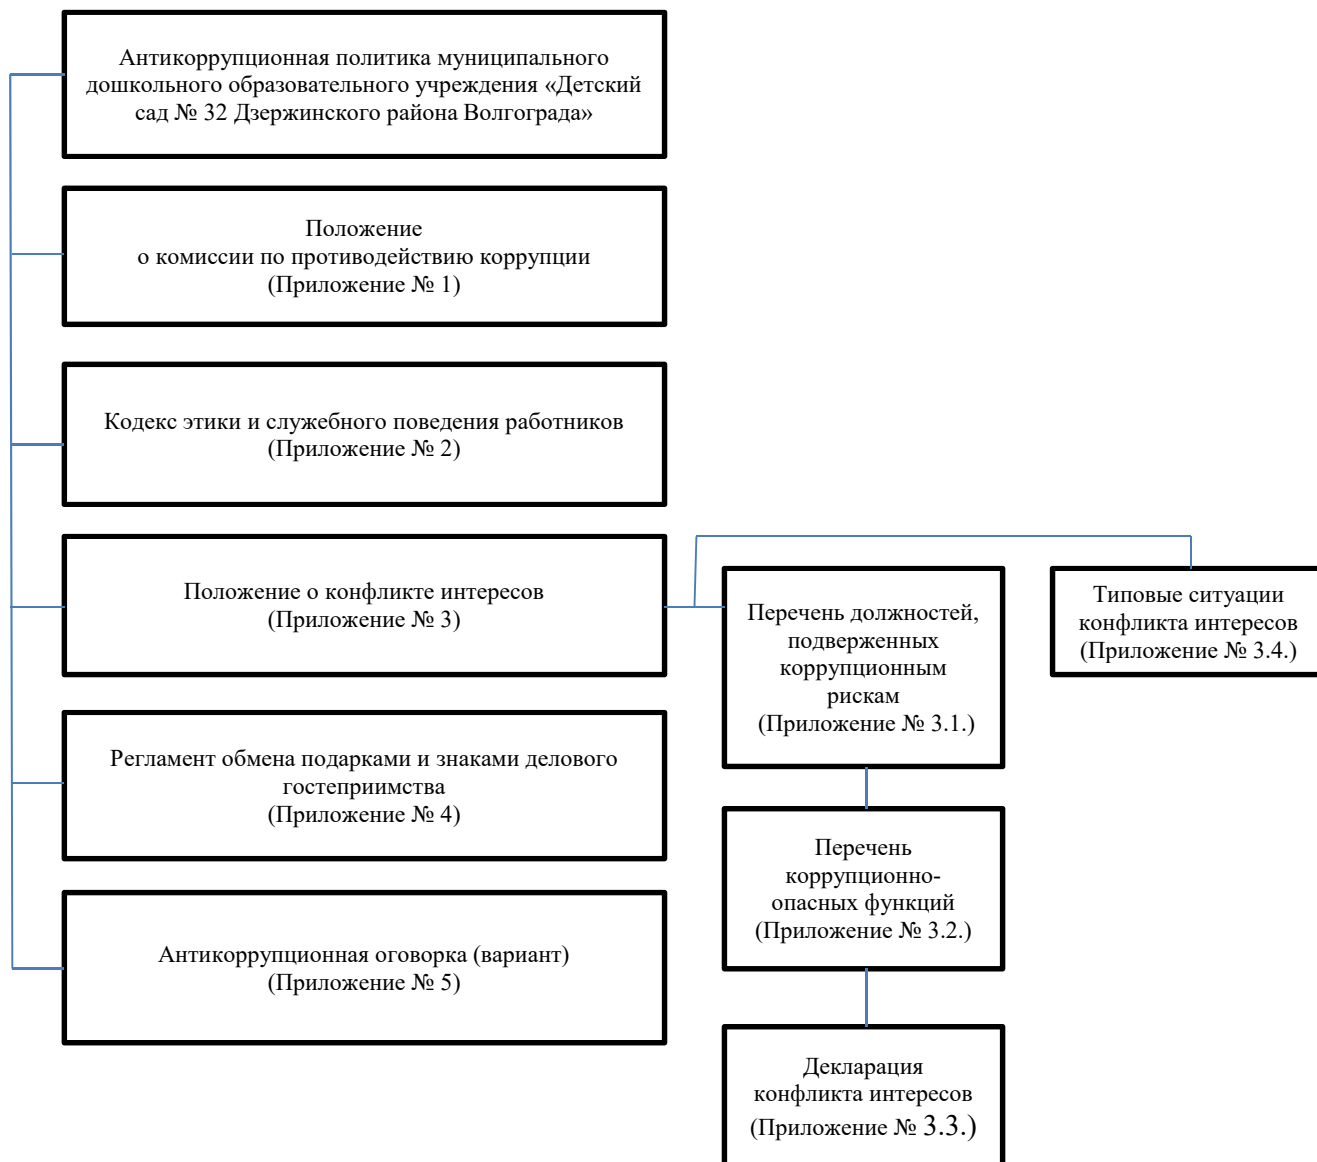 Антикоррупционная политика муниципального
дошкольного образовательного учреждения «Детский
сад № 32 Дзержинского района Волгограда»
Положение
о комиссии по противодействию коррупции
(Приложение № 1)
Кодекс этики и служебного поведения работников
(Приложение № 2)
Положение о конфликте интересов
(Приложение № 3)
Регламент обмена подарками и знаками делового
гостеприимства
(Приложение № 4)
Антикоррупционная оговорка (вариант)
(Приложение № 5)
Перечень должностей,
подверженных
коррупционным
рискам
(Приложение № 3.1.)
Перечень
коррупционно-
опасных функций
(Приложение № 3.2.)
Декларация
конфликта интересов
(Приложение № 3.3.)
Типовые ситуации
конфликта интересов
(Приложение № 3.4.)